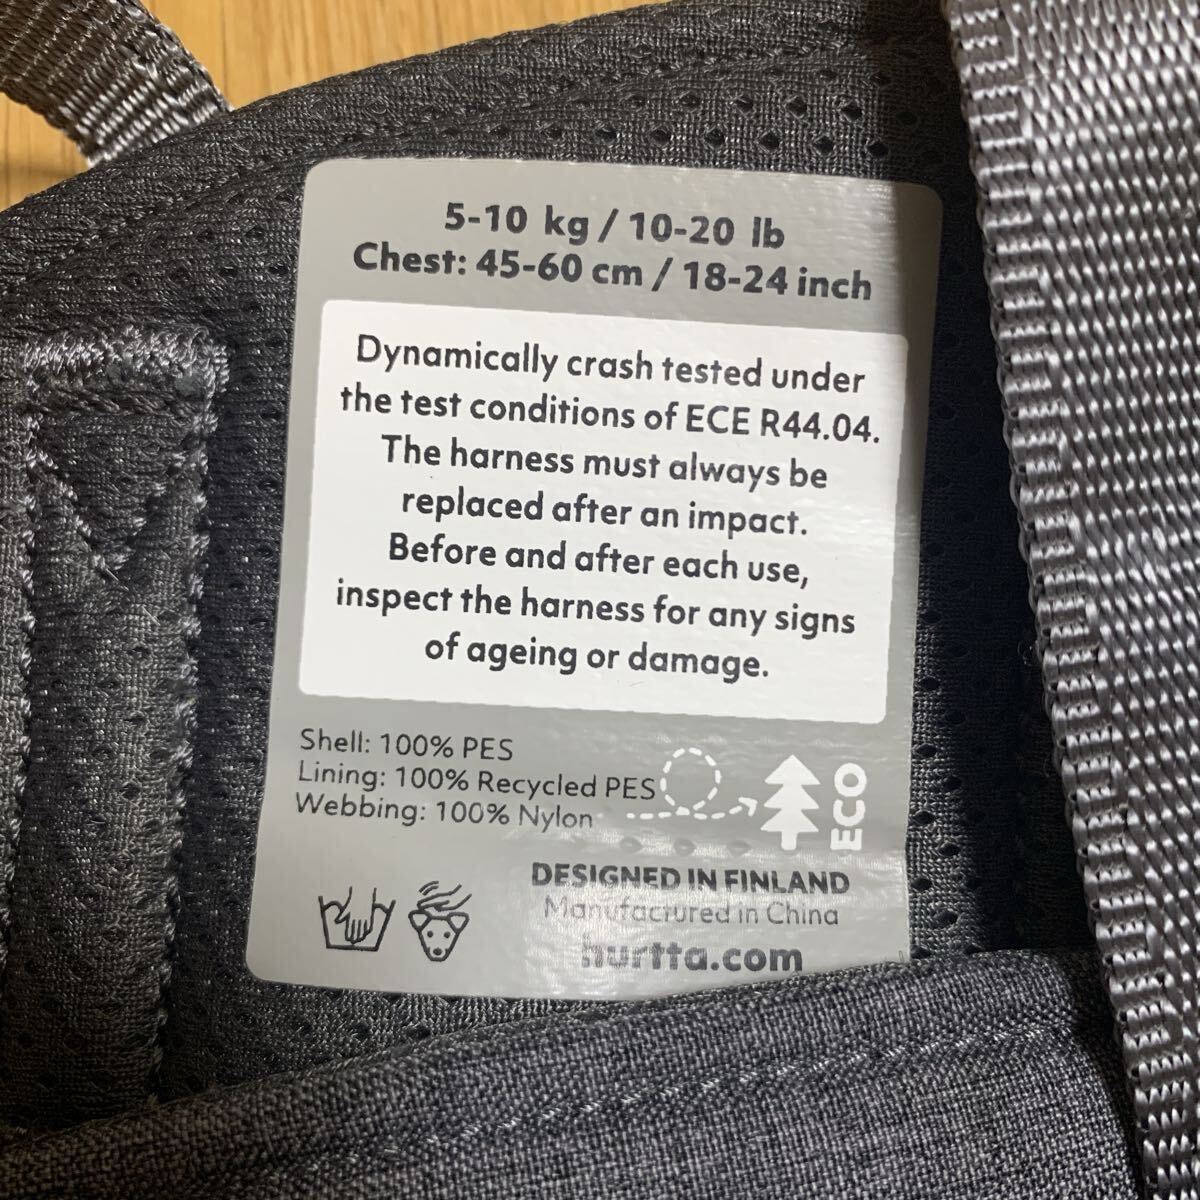 5-10 kg / 10-20 lb
Chest: 45-60 cm / 18-24 inch
Dynamically crash tested under
the test conditions of ECE R44.04.
The harness must always be
replaced after an impact.
Before and after each use,
inspect the harness for any signs
of ageing or damage.
Shell: 100% PES
Lining: 100% Recycled PES
Webbing: 100% Nylon
ECO
DESIGNED IN FINLAND
Manufactured in China
hurtta.com